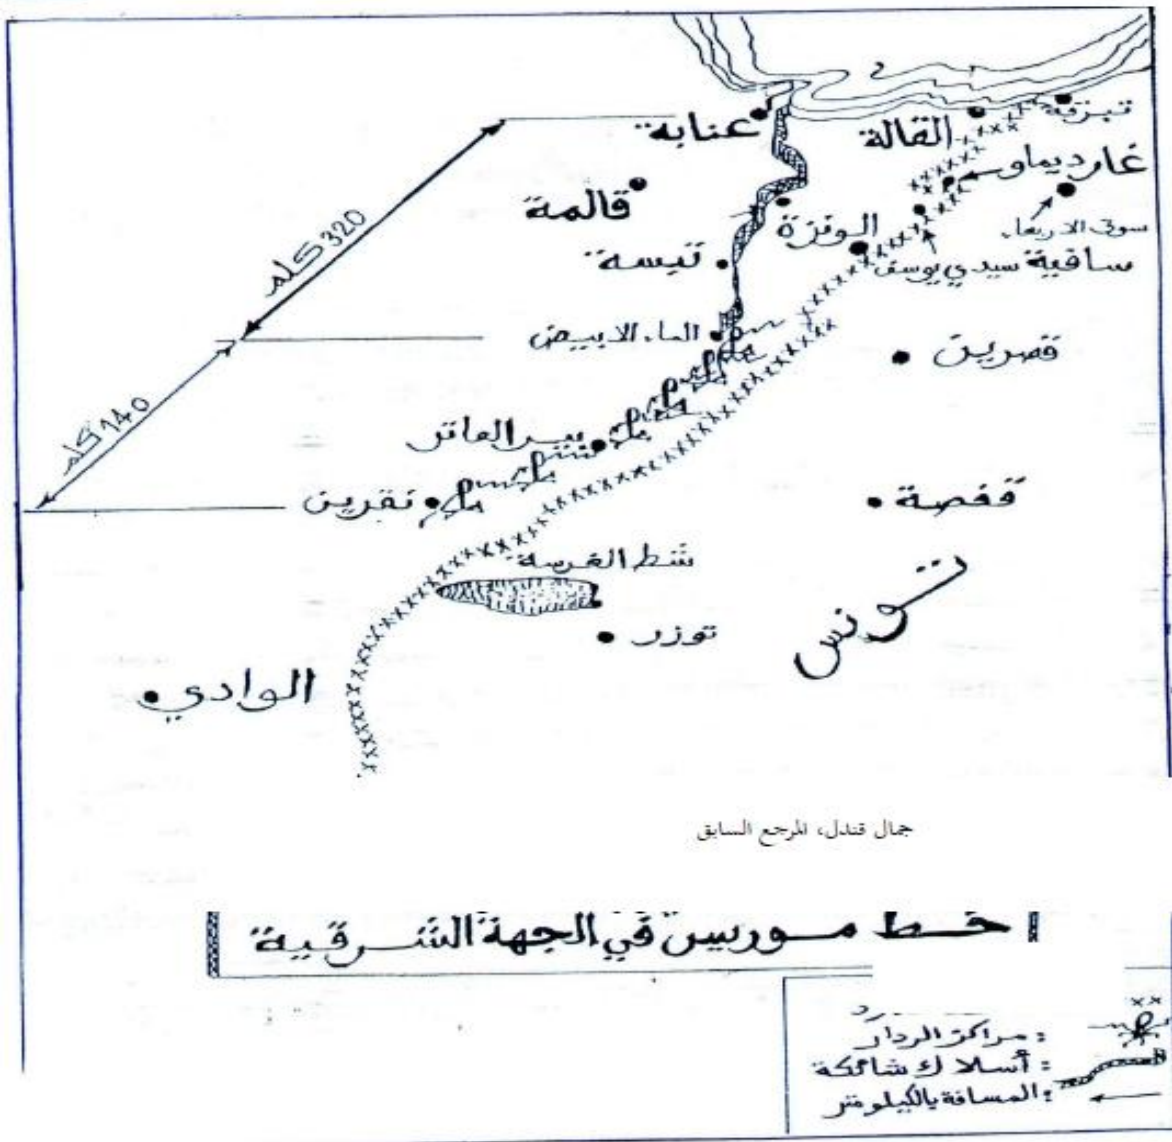 تبرقة
القالة
عنابة
غارديماو
قالمة
سوق الاربعاء
الونزة
ساقية سيدي يوسف
تبسة
320 كلم
الماء الابيض
قصرين
140 كلم
بير العاتر
نقرين
قفصة
شط الغرسة
تونس
توزر
الوادي
جمال قندل، المرجع السابق
خط موريس في الجهة الشرقية
: مراكز الردار
: أسلاك شائكة
: المسافة بالكيلومتر